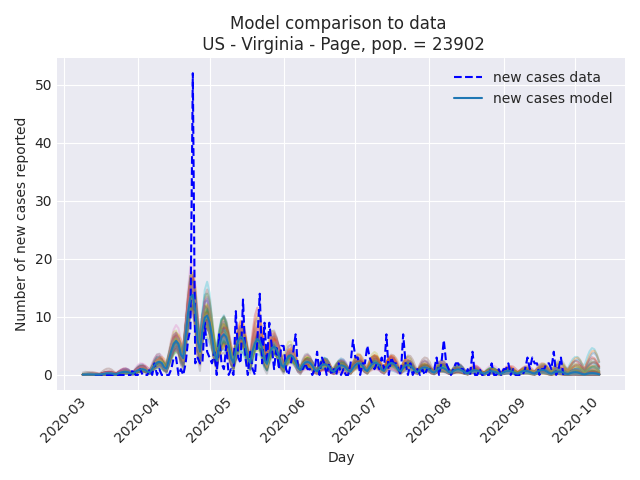 Model comparison to data
US - Virginia - Page, pop. = 23902
new cases data
new cases model
Number of new cases reported
50
40
30
20
10
0
2020-03
2020-04
2020-05
2020-06
2020-07
2020-08
2020-09
2020-10
Day